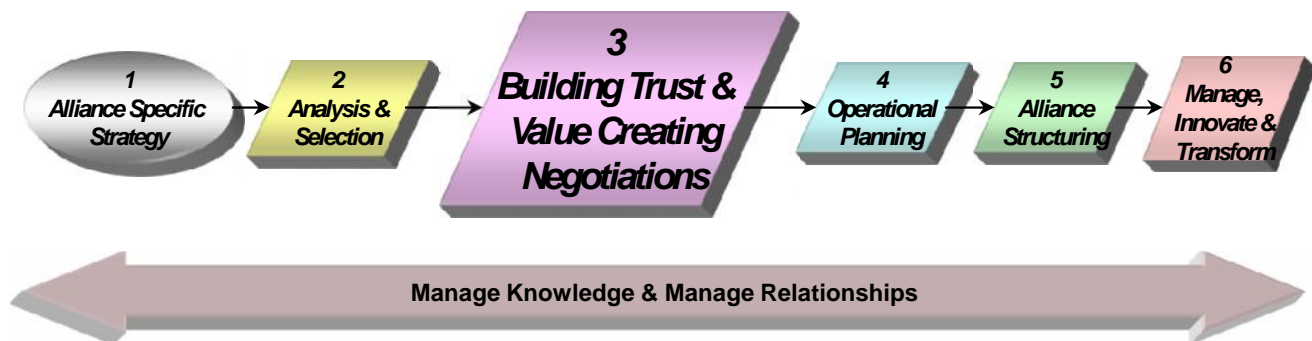 1
Alliance Specific
Strategy
2
Analysis &
Selection
3
Building Trust &
Value Creating
Negotiations
4
Operational
Planning
5
Alliance
Structuring
6
Manage,
Innovate &
Transform
Manage Knowledge & Manage Relationships